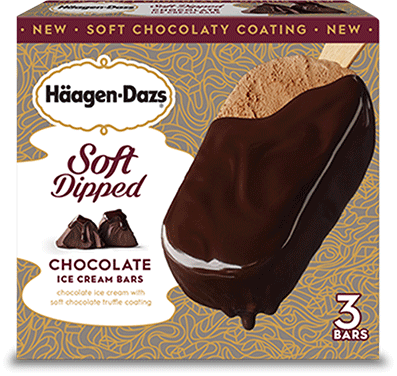 • NEW • SOFT CHOCOLATY COATING • NEW •
Häagen-Dazs®
Soft
Dipped
CHOCOLATE
ICE CREAM BARS
chocolate ice cream with
soft chocolate truffle coating
3
BARS